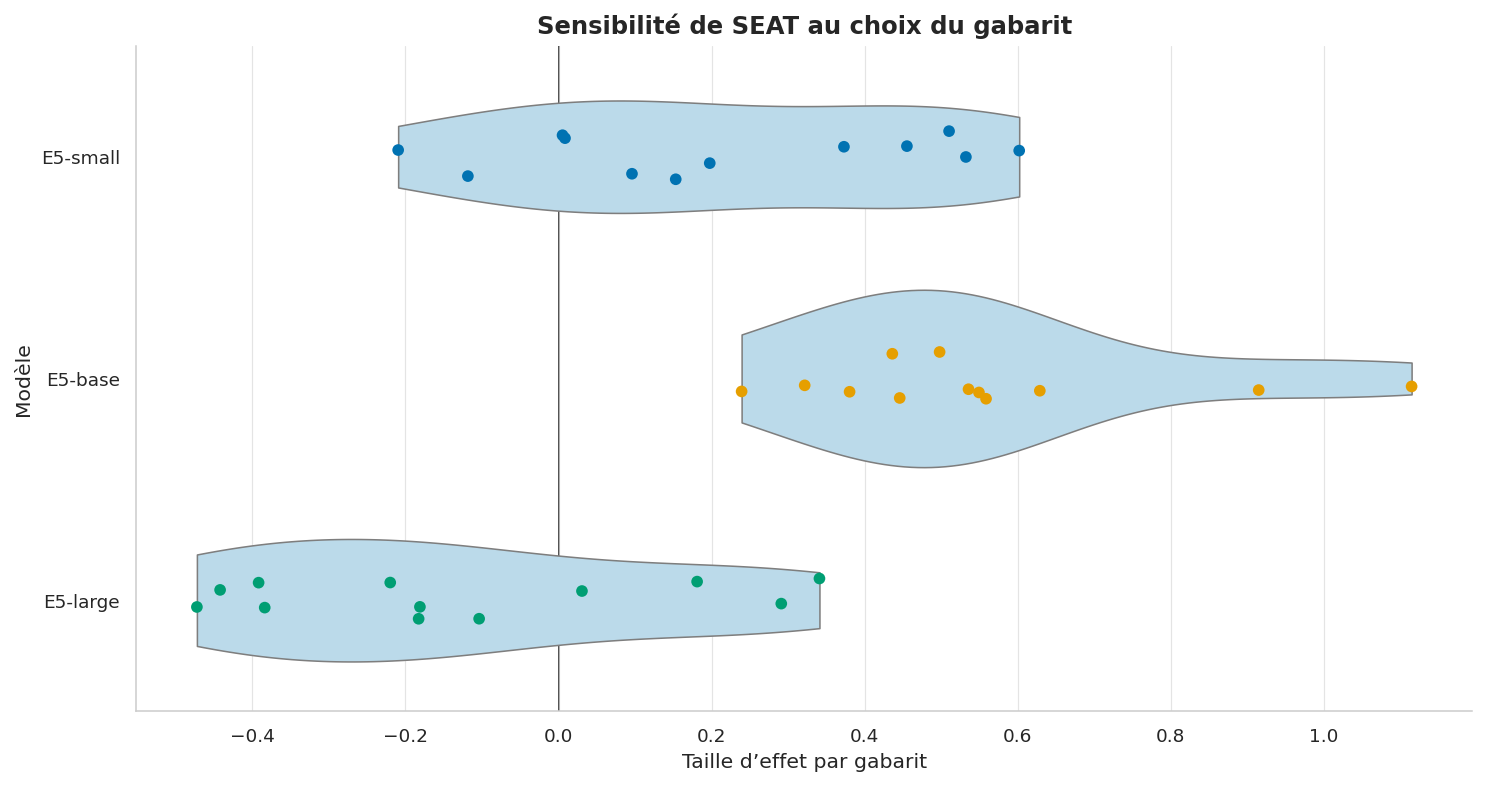 Sensibilité de SEAT au choix du gabarit
Modèle
E5-small
E5-base
E5-large
−0.4
−0.2
0.0
0.2
0.4
0.6
0.8
1.0
Taille d’effet par gabarit